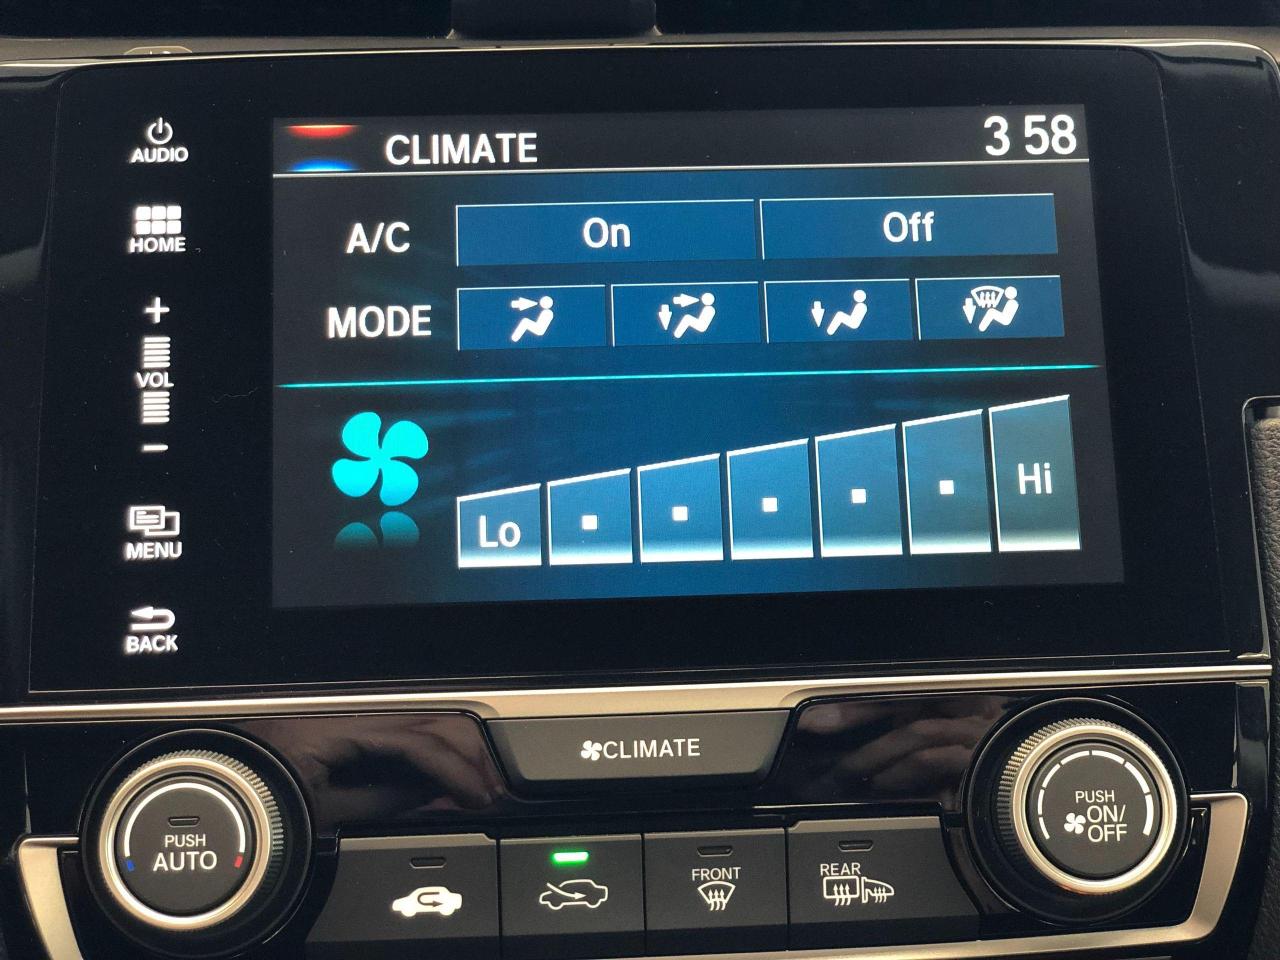 AUDIO
HOME
+
VOL
−
MENU
BACK
CLIMATE 3 58
A/C On Off
MODE
Lo Hi
CLIMATE
PUSH
AUTO
FRONT
REAR
PUSH
ON/
OFF